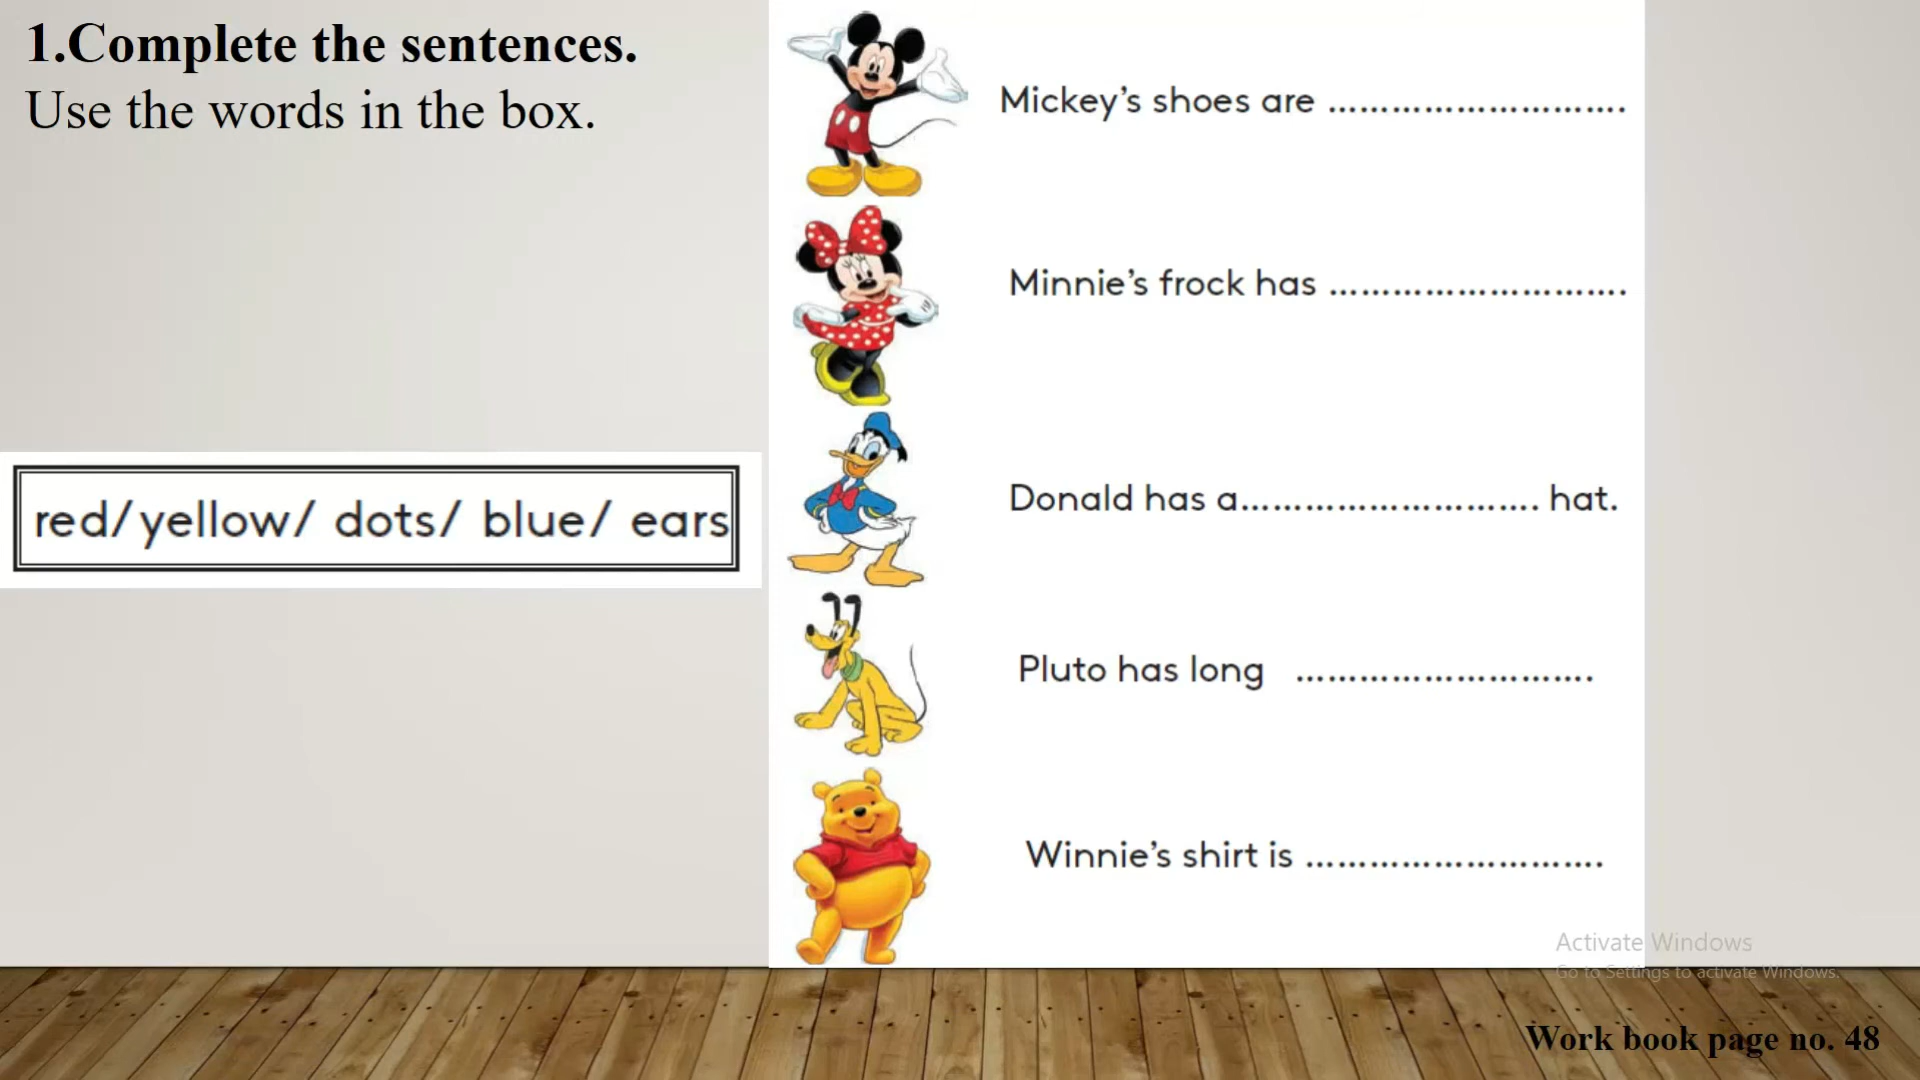 1.Complete the sentences.
Use the words in the box.
red/yellow/ dots/ blue/ ears
Mickey’s shoes are ……………………….
Minnie’s frock has ……………………….
Donald has a………………………. hat.
Pluto has long ……………………….
Winnie’s shirt is ……………………….
Activate Windows
Go to Settings to activate Windows.
Work book page no. 48